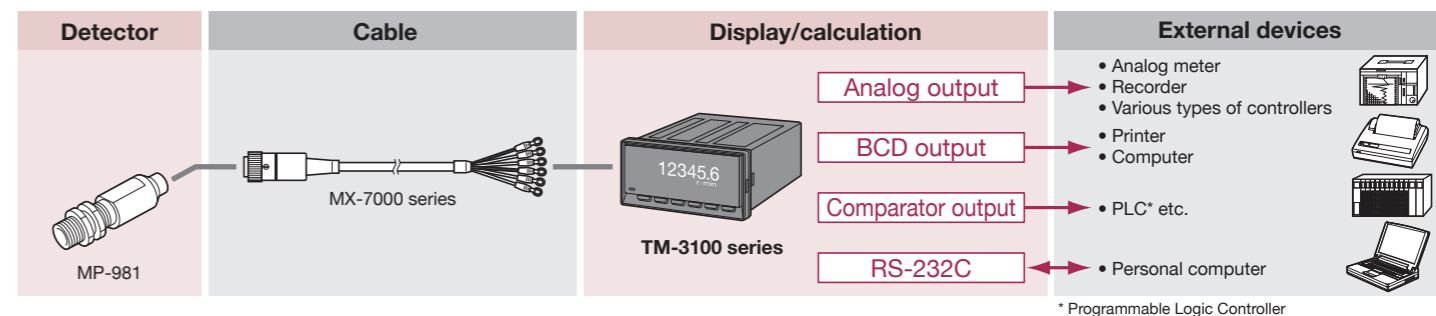 Detector
Cable
Display/calculation
External devices
MP-981
MX-7000 series
12345.6
r-min
TM-3100 series
Analog output
BCD output
Comparator output
RS-232C
• Analog meter
• Recorder
• Various types of controllers
• Printer
• Computer
• PLC* etc.
• Personal computer
* Programmable Logic Controller